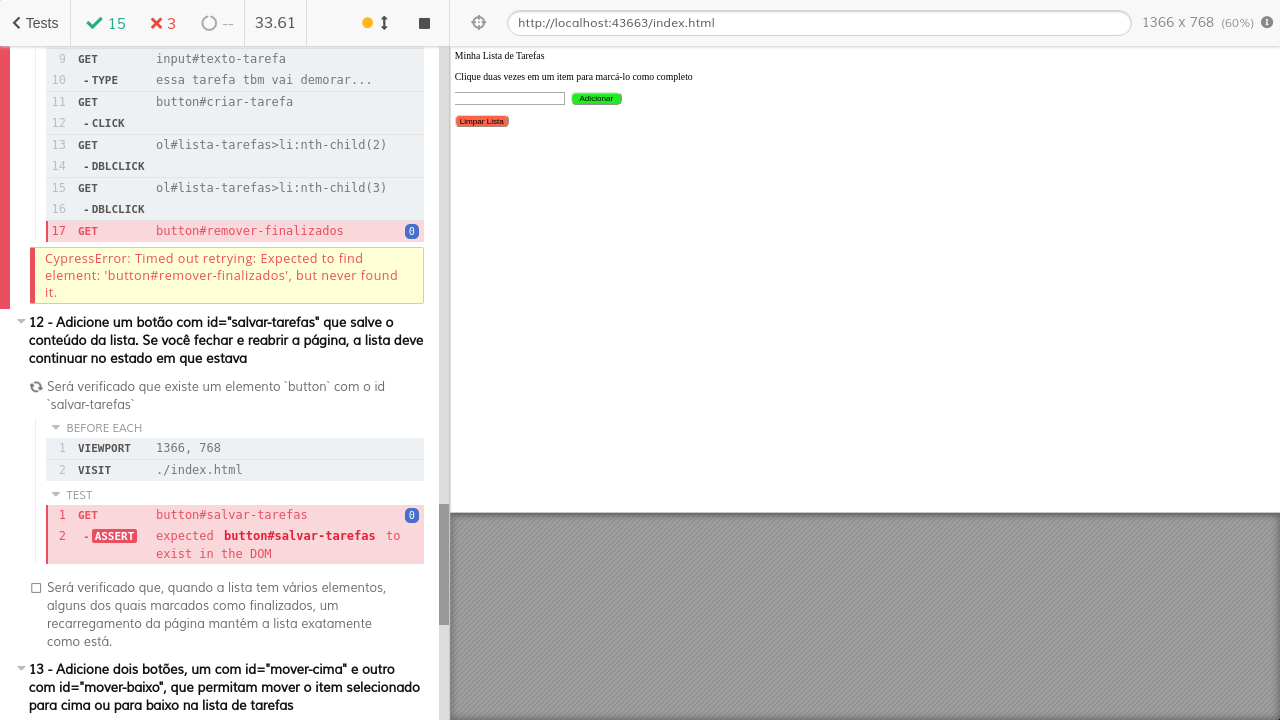 Tests 15 3 -- 33.61
9 GET input#texto-tarefa
10 - TYPE essa tarefa tbm vai demorar...
11 GET button#criar-tarefa
12 - CLICK
13 GET ol#lista-tarefas>li:nth-child(2)
14 - DBLCLICK
15 GET ol#lista-tarefas>li:nth-child(3)
16 - DBLCLICK
17 GET button#remover-finalizados 0
CypressError: Timed out retrying: Expected to find
element: 'button#remover-finalizados', but never found
it.
12 - Adicione um botão com id="salvar-tarefas" que salve o
conteúdo da lista. Se você fechar e reabrir a página, a lista deve
continuar no estado em que estava
Será verificado que existe um elemento `button` com o id
`salvar-tarefas`
BEFORE EACH
1 VIEWPORT 1366, 768
2 VISIT ./index.html
TEST
1 GET button#salvar-tarefas 0
2 - ASSERT expected button#salvar-tarefas to
exist in the DOM
Será verificado que, quando a lista tem vários elementos,
alguns dos quais marcados como finalizados, um
recarregamento da página mantém a lista exatamente
como está.
13 - Adicione dois botões, um com id="mover-cima" e outro
com id="mover-baixo", que permitam mover o item selecionado
para cima ou para baixo na lista de tarefas
http://localhost:43663/index.html 1366 x 768 (60%)
Minha Lista de Tarefas
Clique duas vezes em um item para marcá-lo como completo
Adicionar
Limpar Lista